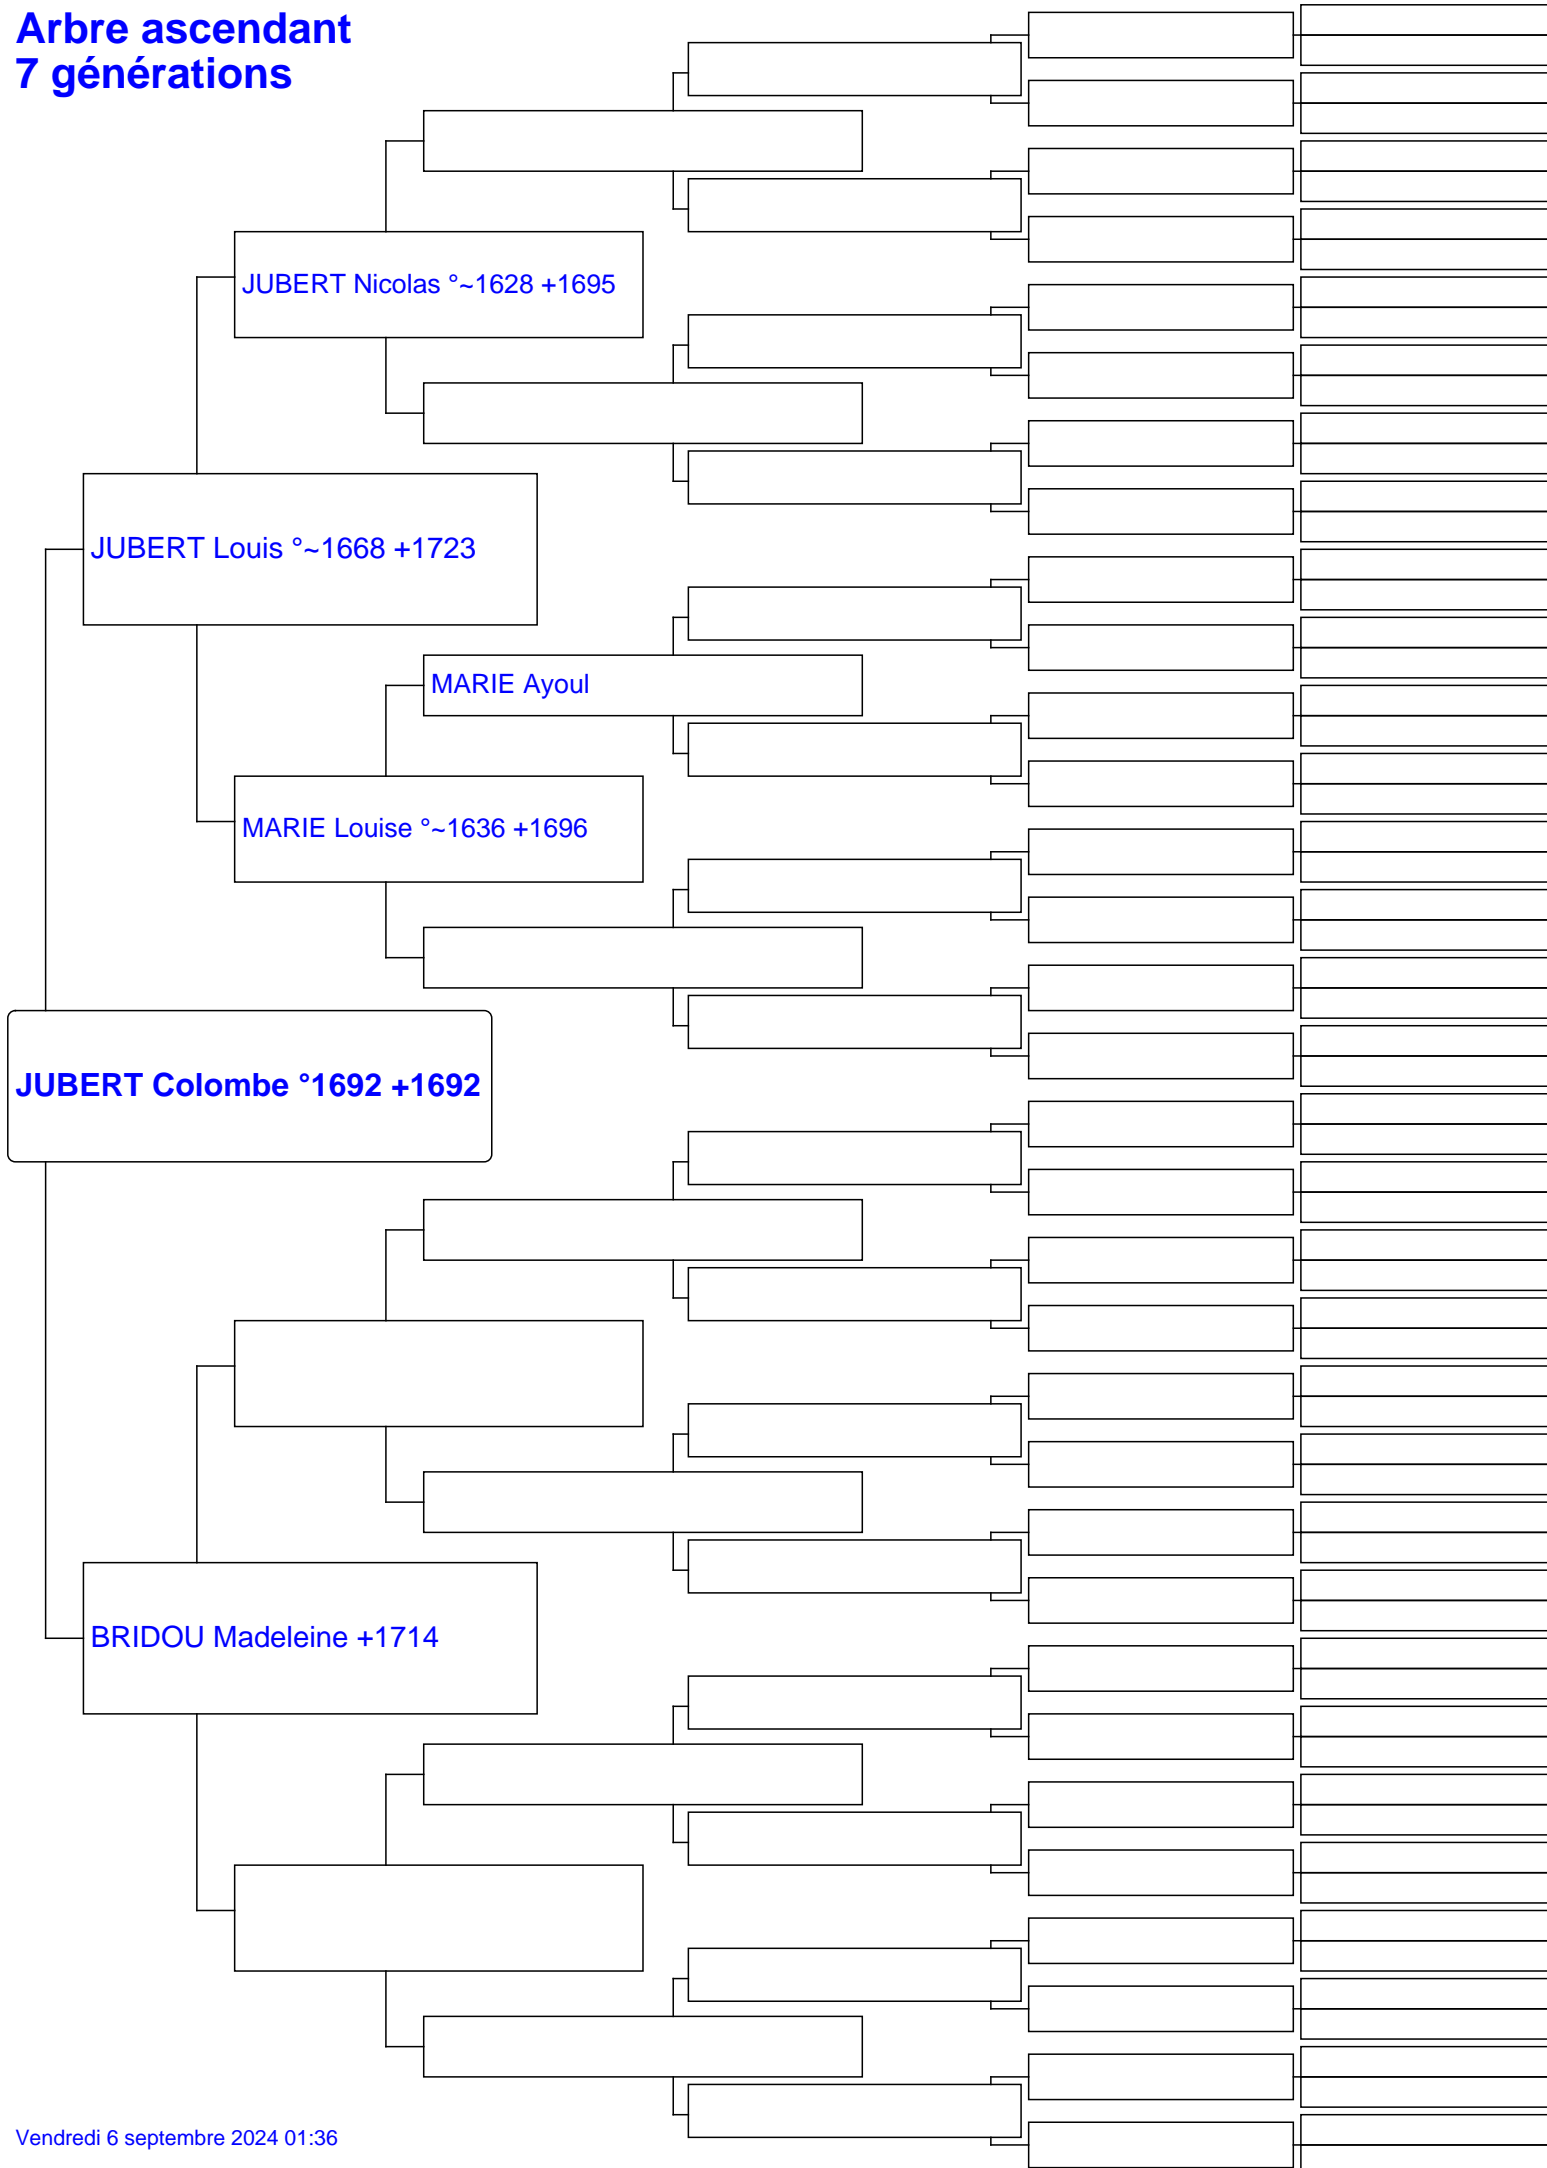 Arbre ascendant
7 générations
JUBERT Nicolas °~1628 +1695
JUBERT Louis °~1668 +1723
MARIE Ayoul
MARIE Louise °~1636 +1696
JUBERT Colombe °1692 +1692
BRIDOU Madeleine +1714
Vendredi 6 septembre 2024 01:36